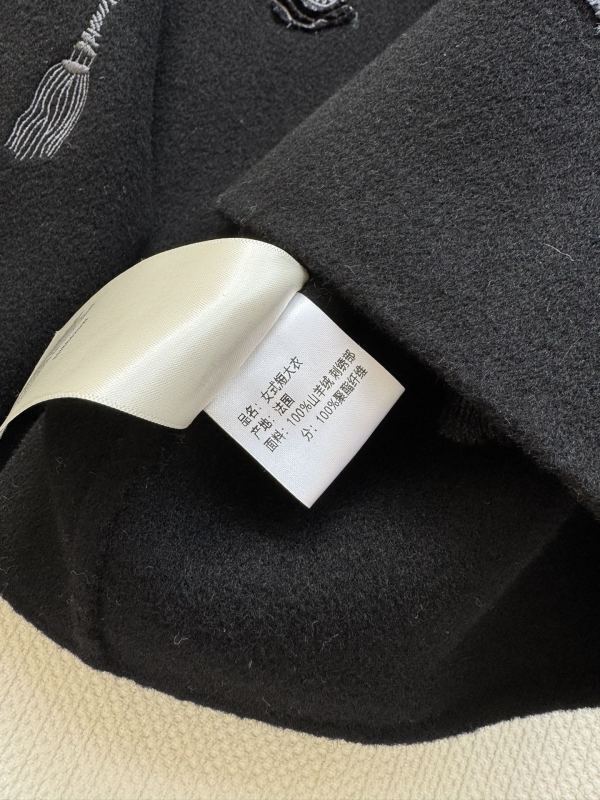 品名：女式短大衣
产地：法国
面料：100%山羊绒 刺绣部
分：100%聚酯纤维